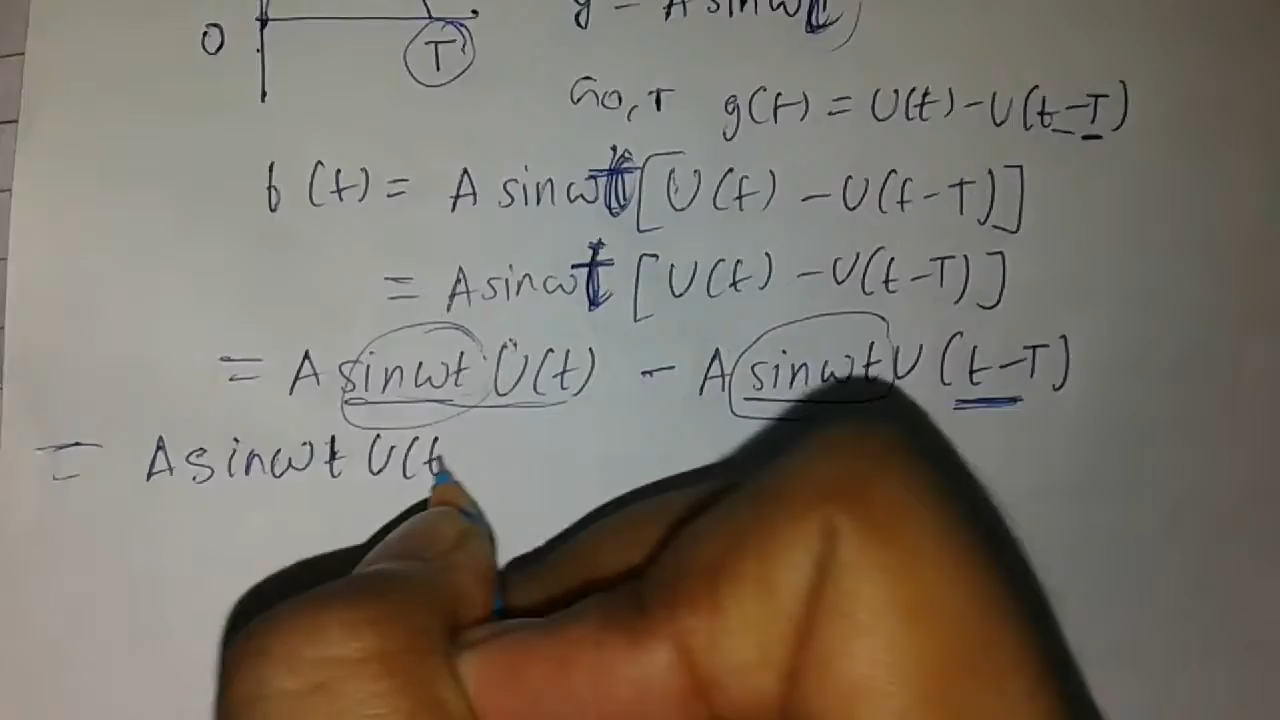 y = A sinωt
0
T
G0,T g(t) = U(t) - U(t-T)
f(t) = A sinωt [U(t) - U(t-T)]
= A sinωt [U(t) - U(t-T)]
= A sinωt U(t) - A sinωt U(t-T)
= A sinωt U(t